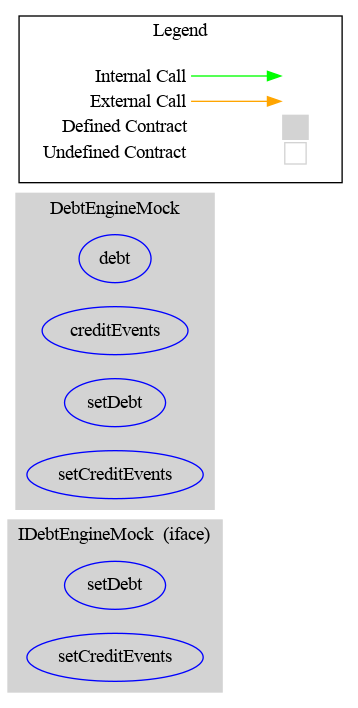 Legend
Internal Call
External Call
Defined Contract
Undefined Contract
DebtEngineMock
debt
creditEvents
setDebt
setCreditEvents
IDebtEngineMock  (iface)
setDebt
setCreditEvents